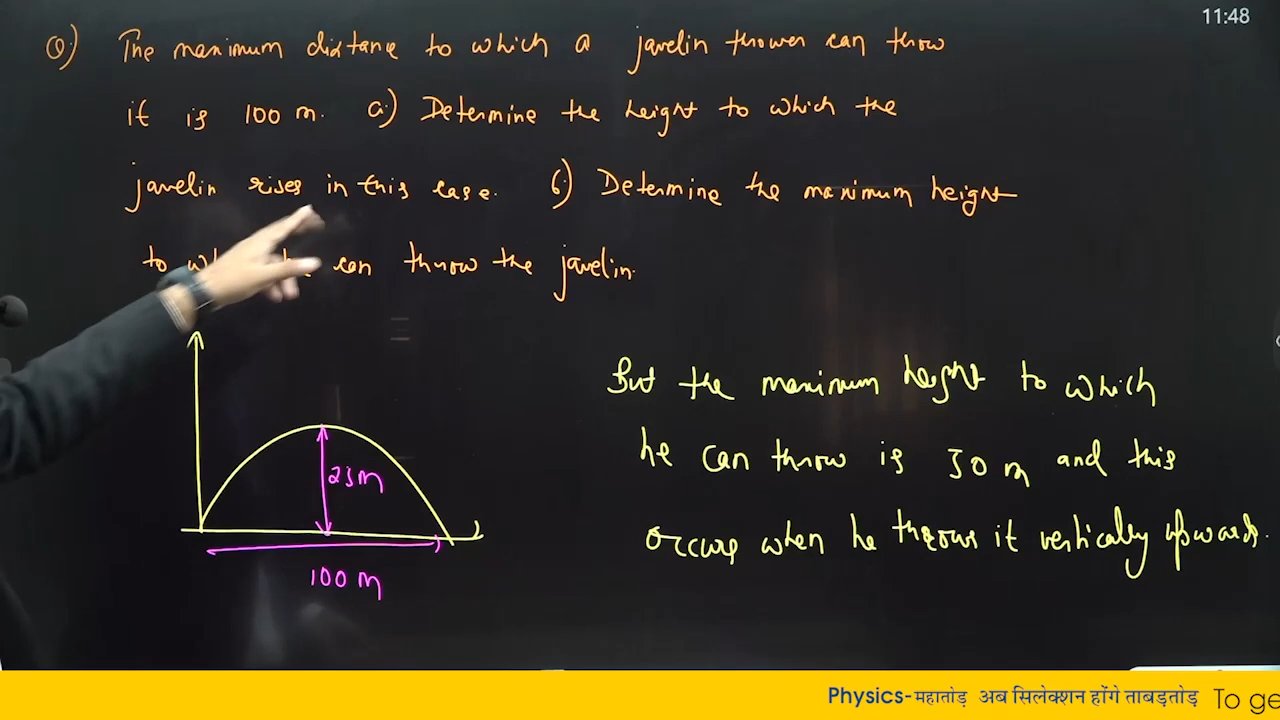 11:48
Q) The maximum distance to which a javelin thrower can throw
it is 100 m. a) Determine the height to which the
javelin rises in this case. b) Determine the maximum height
to can throw the javelin.
But the maximum height to which
he can throw is 50 m and this
occurs when he throws it vertically upwards.
25 m
100 m
Physics-महातोड़ अब सिलेक्शन होंगे ताबड़तोड़ To ge